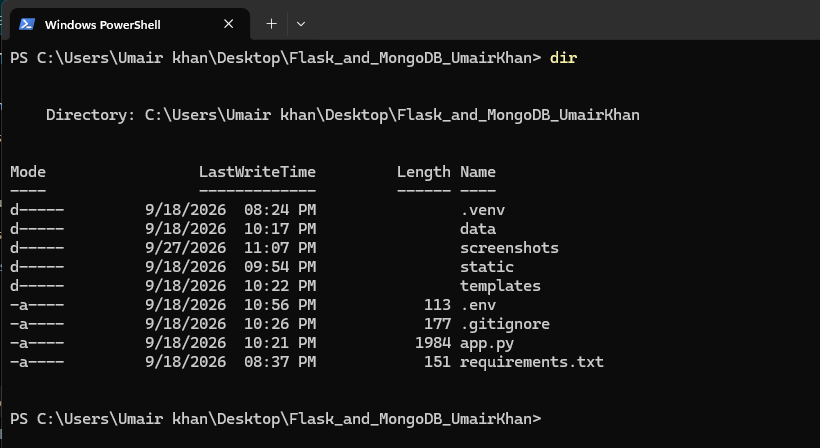 Windows PowerShell
PS C:\Users\Umair khan\Desktop\Flask_and_MongoDB_UmairKhan> dir
Directory: C:\Users\Umair khan\Desktop\Flask_and_MongoDB_UmairKhan
Mode LastWriteTime Length Name
---- ------------- ------ ----
d----- 9/18/2026 08:24 PM .venv
d----- 9/18/2026 10:17 PM data
d----- 9/27/2026 11:07 PM screenshots
d----- 9/18/2026 09:54 PM static
d----- 9/18/2026 10:22 PM templates
-a---- 9/18/2026 10:56 PM 113 .env
-a---- 9/18/2026 10:26 PM 177 .gitignore
-a---- 9/18/2026 10:21 PM 1984 app.py
-a---- 9/18/2026 08:37 PM 151 requirements.txt
PS C:\Users\Umair khan\Desktop\Flask_and_MongoDB_UmairKhan>